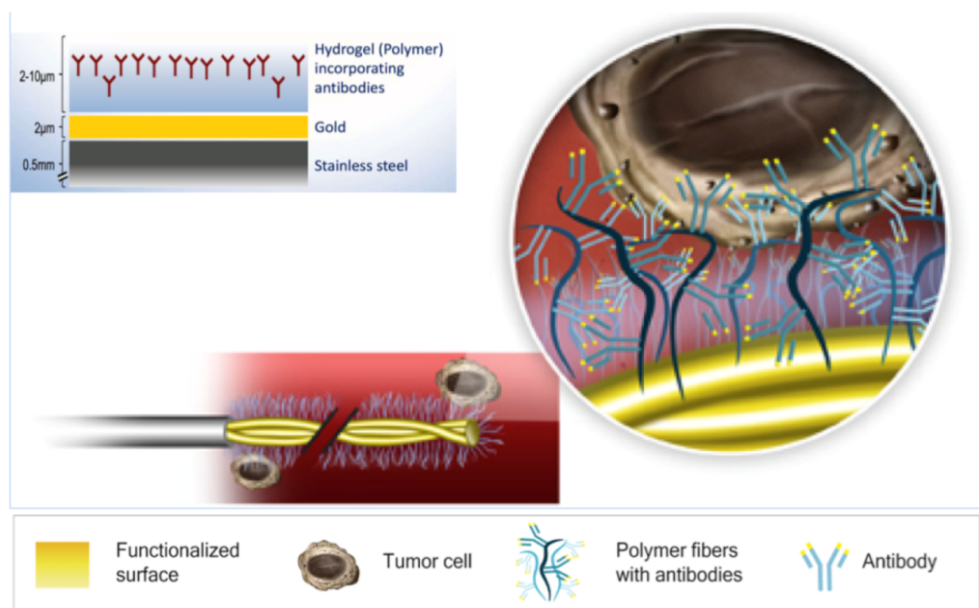 2-10µm
Hydrogel (Polymer)
incorporating
antibodies
2µm
Gold
0.5mm
Stainless steel
Functionalized
surface
Tumor cell
Polymer fibers
with antibodies
Antibody